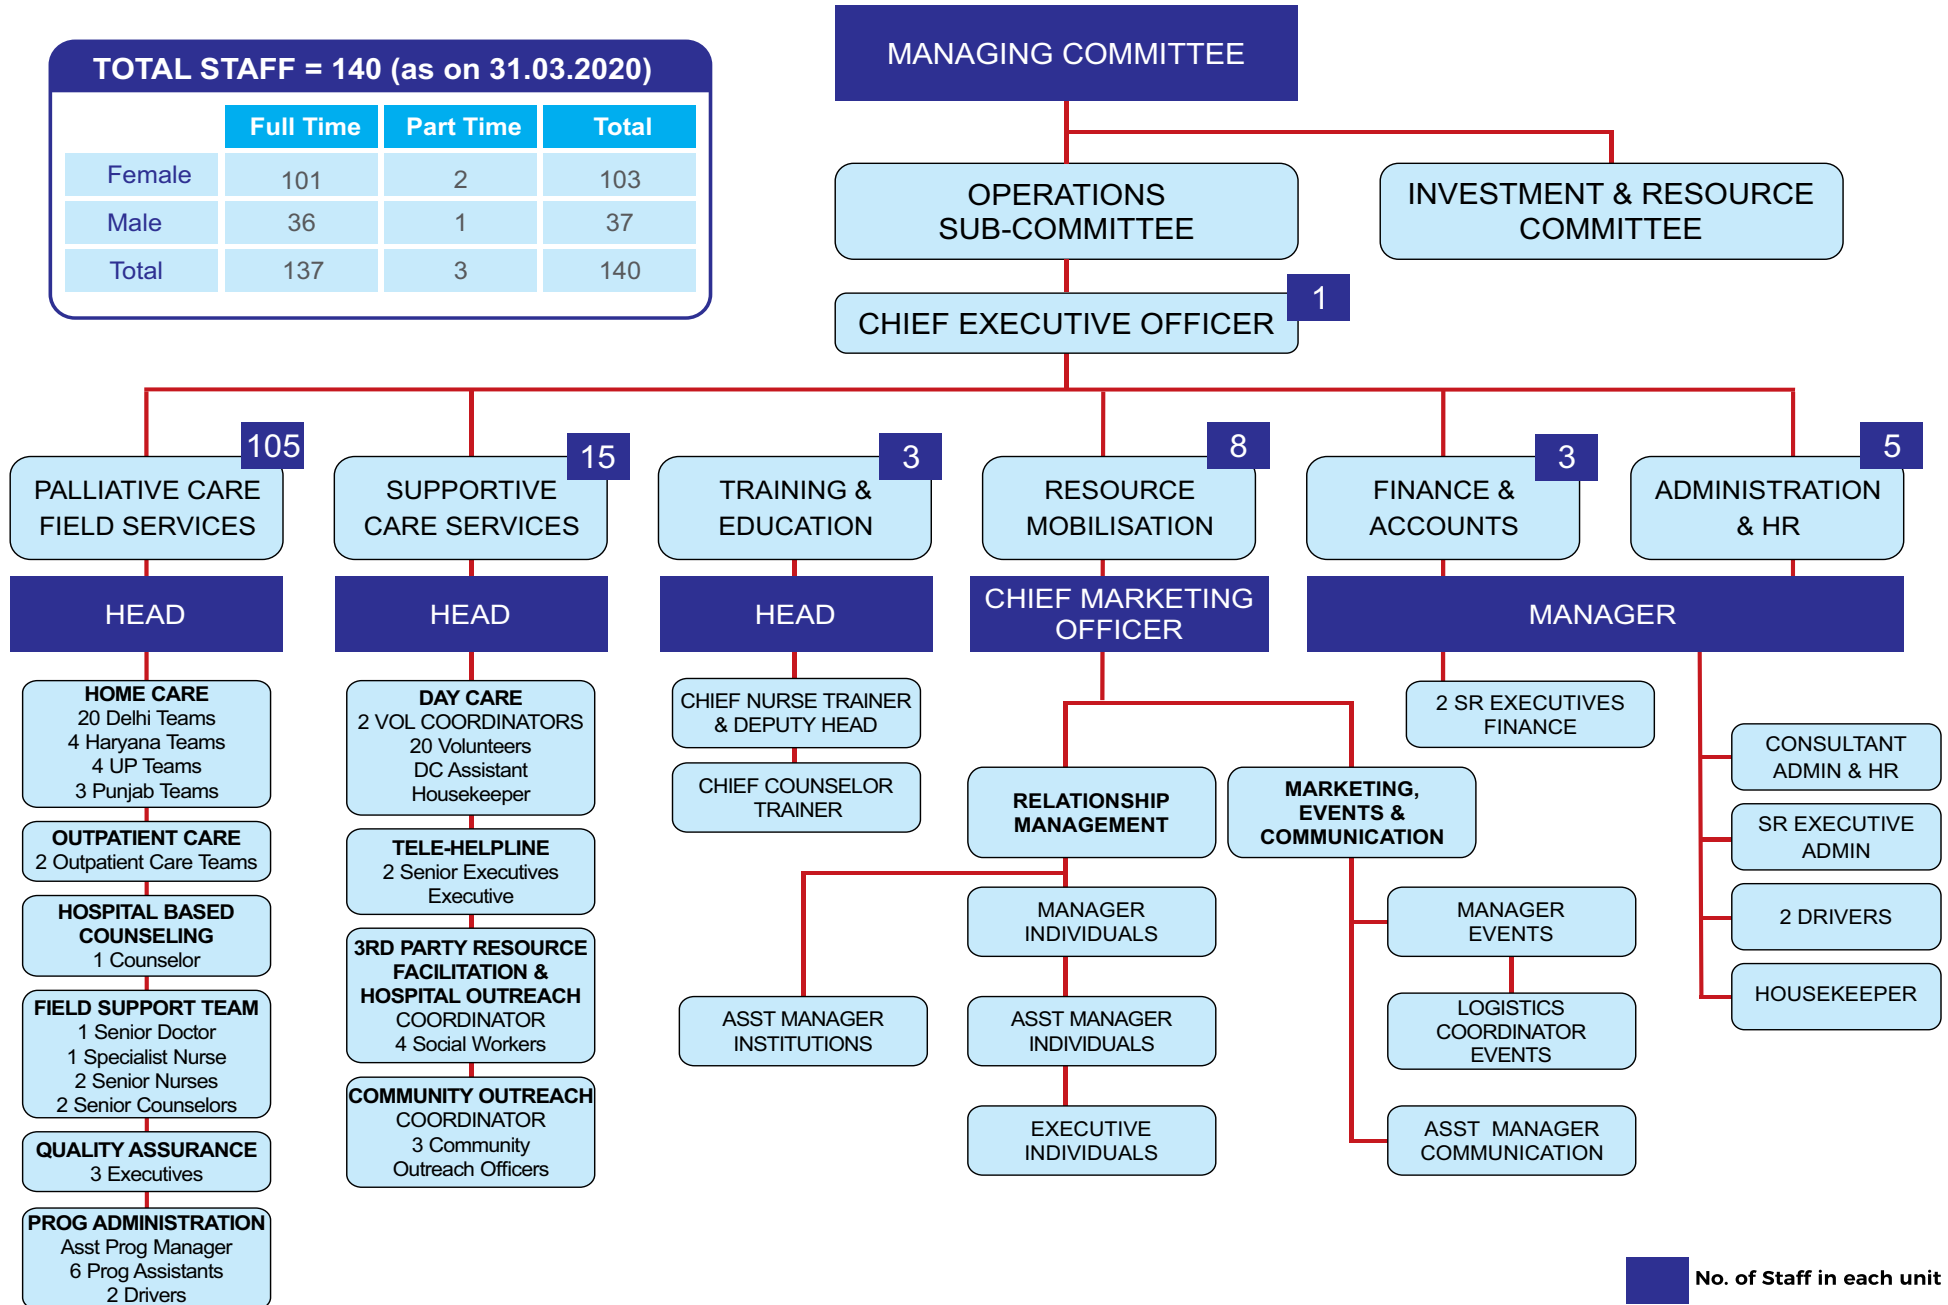 TOTAL STAFF = 140 (as on 31.03.2020)
Full Time Part Time Total
Female 101 2 103
Male 36 1 37
Total 137 3 140
MANAGING COMMITTEE
OPERATIONS
SUB-COMMITTEE
INVESTMENT & RESOURCE
COMMITTEE
1
CHIEF EXECUTIVE OFFICER
105
PALLIATIVE CARE
FIELD SERVICES
HEAD
HOME CARE
20 Delhi Teams
4 Haryana Teams
4 UP Teams
3 Punjab Teams
OUTPATIENT CARE
2 Outpatient Care Teams
HOSPITAL BASED
COUNSELING
1 Counselor
FIELD SUPPORT TEAM
1 Senior Doctor
1 Specialist Nurse
2 Senior Nurses
2 Senior Counselors
QUALITY ASSURANCE
3 Executives
PROG ADMINISTRATION
Asst Prog Manager
6 Prog Assistants
2 Drivers
15
SUPPORTIVE
CARE SERVICES
HEAD
DAY CARE
2 VOL COORDINATORS
20 Volunteers
DC Assistant
Housekeeper
TELE-HELPLINE
2 Senior Executives
Executive
3RD PARTY RESOURCE
FACILITATION &
HOSPITAL OUTREACH
COORDINATOR
4 Social Workers
COMMUNITY OUTREACH
COORDINATOR
3 Community
Outreach Officers
3
TRAINING &
EDUCATION
HEAD
CHIEF NURSE TRAINER
& DEPUTY HEAD
CHIEF COUNSELOR
TRAINER
8
RESOURCE
MOBILISATION
CHIEF MARKETING
OFFICER
RELATIONSHIP
MANAGEMENT
ASST MANAGER
INSTITUTIONS
MANAGER
INDIVIDUALS
ASST MANAGER
INDIVIDUALS
EXECUTIVE
INDIVIDUALS
MARKETING,
EVENTS &
COMMUNICATION
MANAGER
EVENTS
LOGISTICS
COORDINATOR
EVENTS
ASST MANAGER
COMMUNICATION
3
FINANCE &
ACCOUNTS
5
ADMINISTRATION
& HR
MANAGER
2 SR EXECUTIVES
FINANCE
CONSULTANT
ADMIN & HR
SR EXECUTIVE
ADMIN
2 DRIVERS
HOUSEKEEPER
No. of Staff in each unit